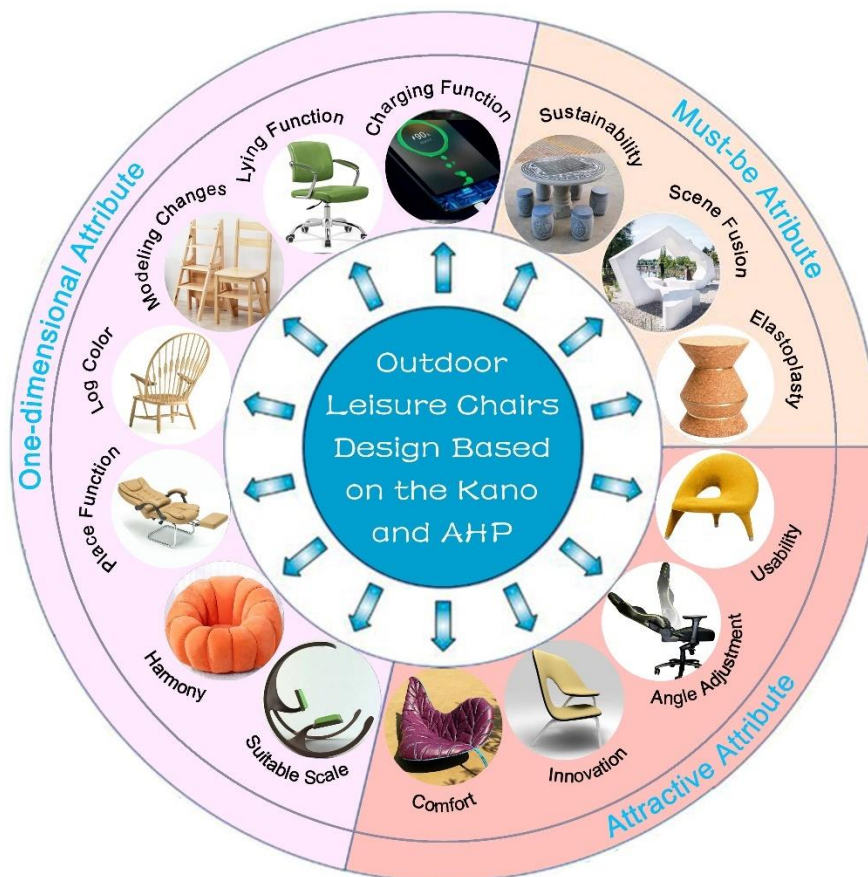 Outdoor
Leisure Chairs
Design Based
on the Kano
and AHP
One-dimensional Attribute
Charging Function
Lying Function
Modeling Changes
Log Color
Place Function
Harmony
Suitable Scale
Must-be Atribute
Sustainability
Scene Fusion
Elastoplasty
Attractive Attribute
Usability
Angle Adjustment
Innovation
Comfort